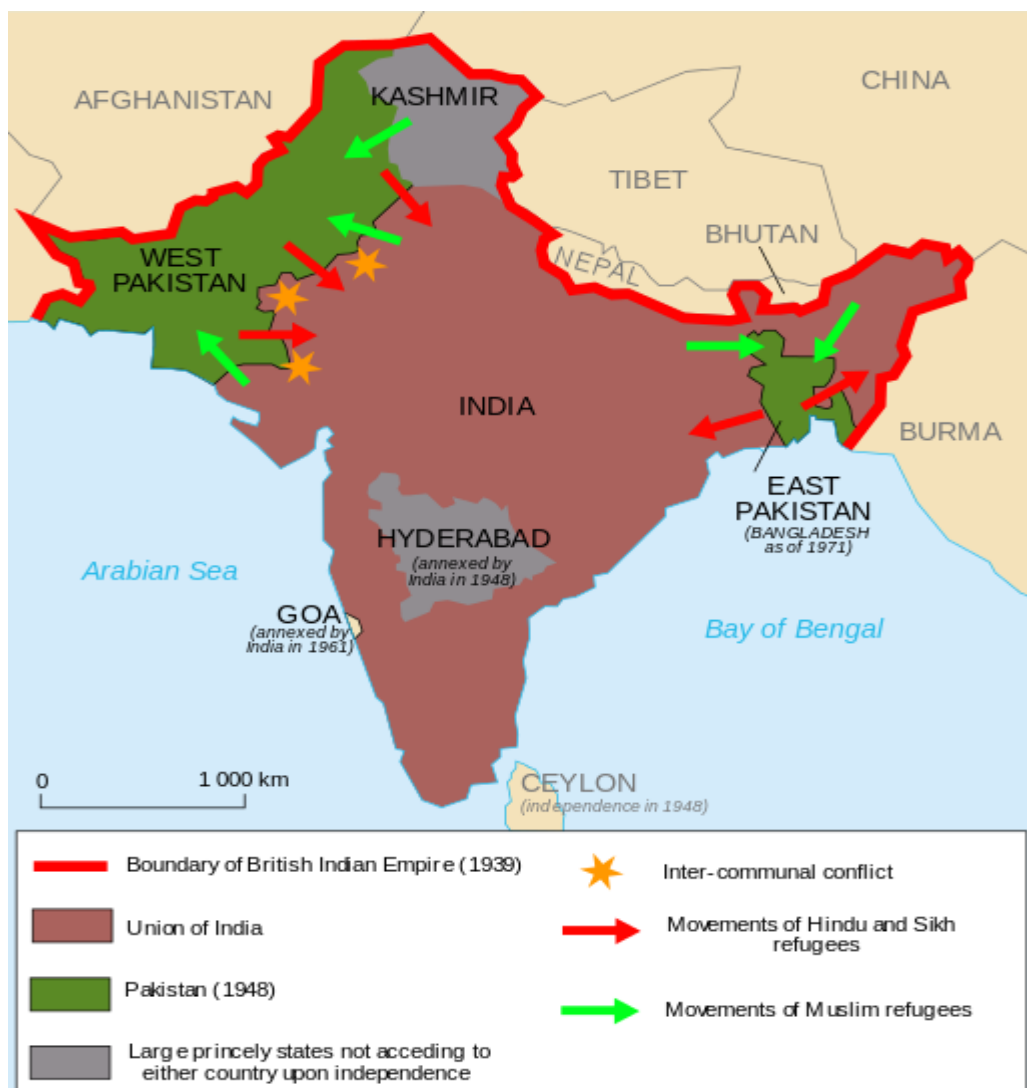 KASHMIR
AFGHANISTAN
CHINA
TIBET
BHUTAN
NEPAL
WEST
PAKISTAN
INDIA
BURMA
EAST
PAKISTAN
(BANGLADESH
as of 1971)
HYDERABAD
(annexed by
India in 1948)
Arabian Sea
GOA
(annexed by
India in 1961)
Bay of Bengal
0 1 000 km
CEYLON
(independence in 1948)
Boundary of British Indian Empire (1939)
Union of India
Pakistan (1948)
Large princely states not acceding to
either country upon independence
Inter-communal conflict
Movements of Hindu and Sikh
refugees
Movements of Muslim refugees